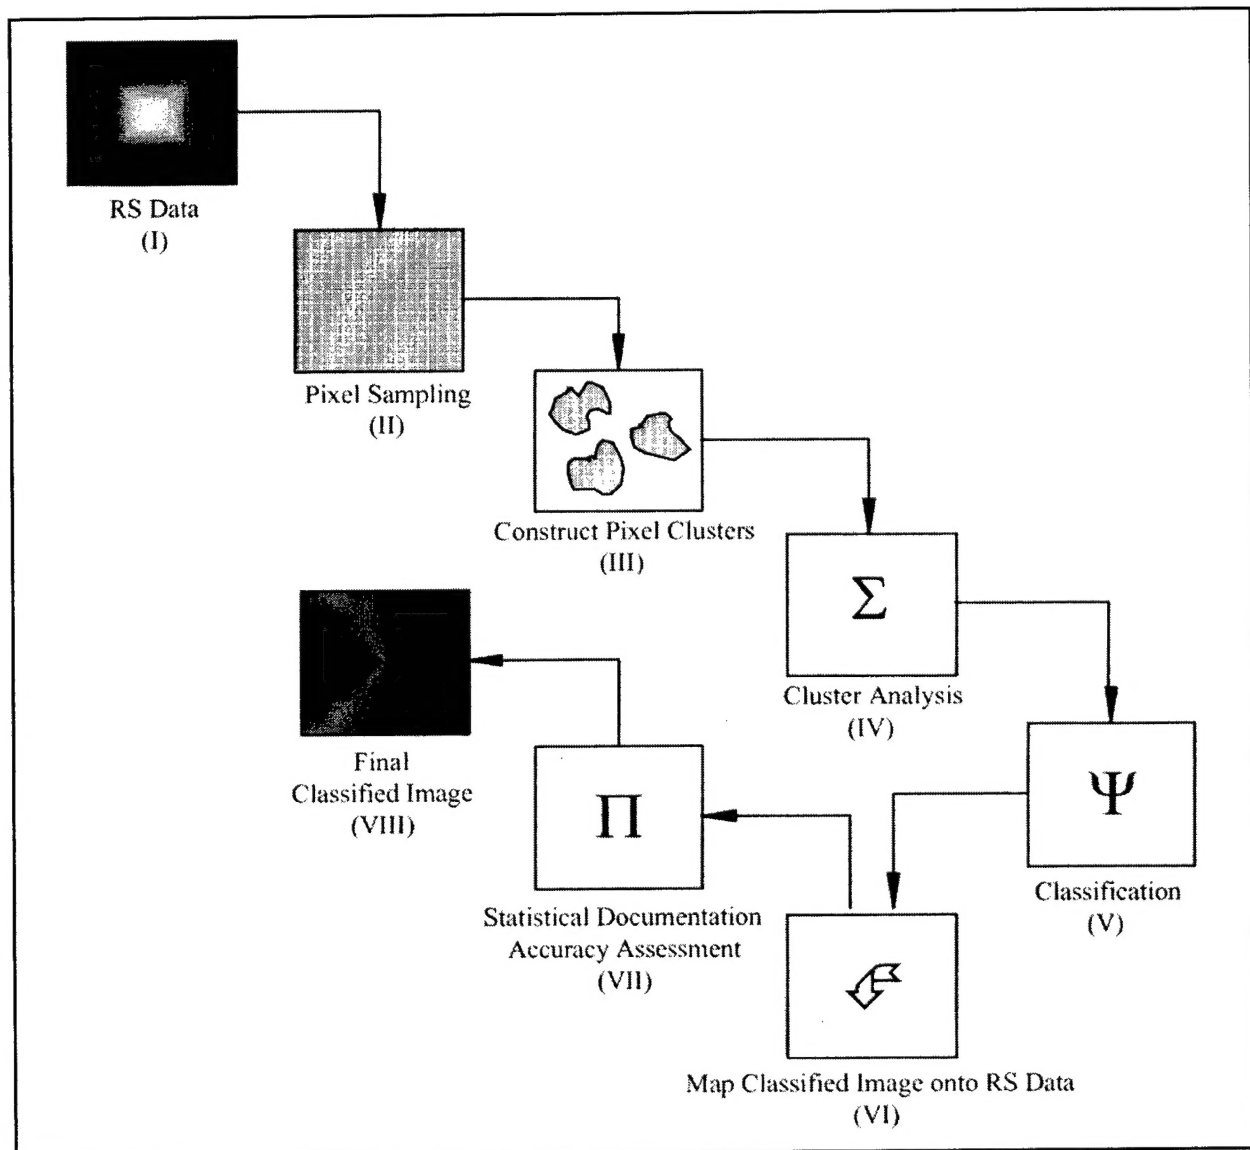 RS Data
(I)
Pixel Sampling
(II)
Construct Pixel Clusters
(III)
Σ
Cluster Analysis
(IV)
Ψ
Classification
(V)
Map Classified Image onto RS Data
(VI)
Π
Statistical Documentation
Accuracy Assessment
(VII)
Final
Classified Image
(VIII)